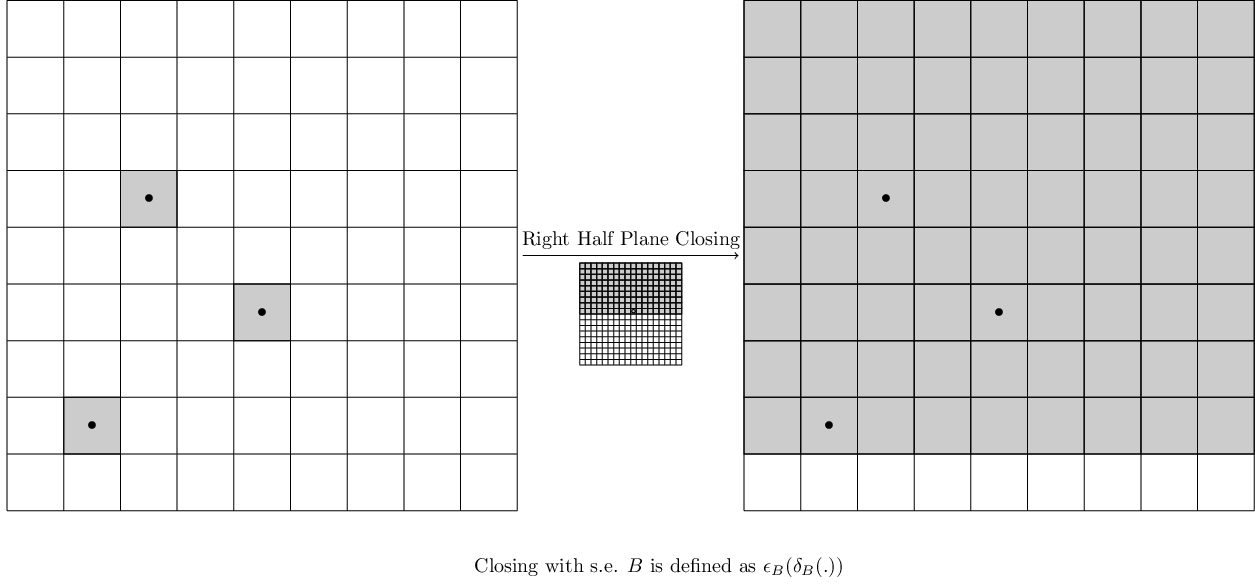 Right Half Plane Closing
Closing with s.e. B is defined as ϵ_B(δ_B(.))